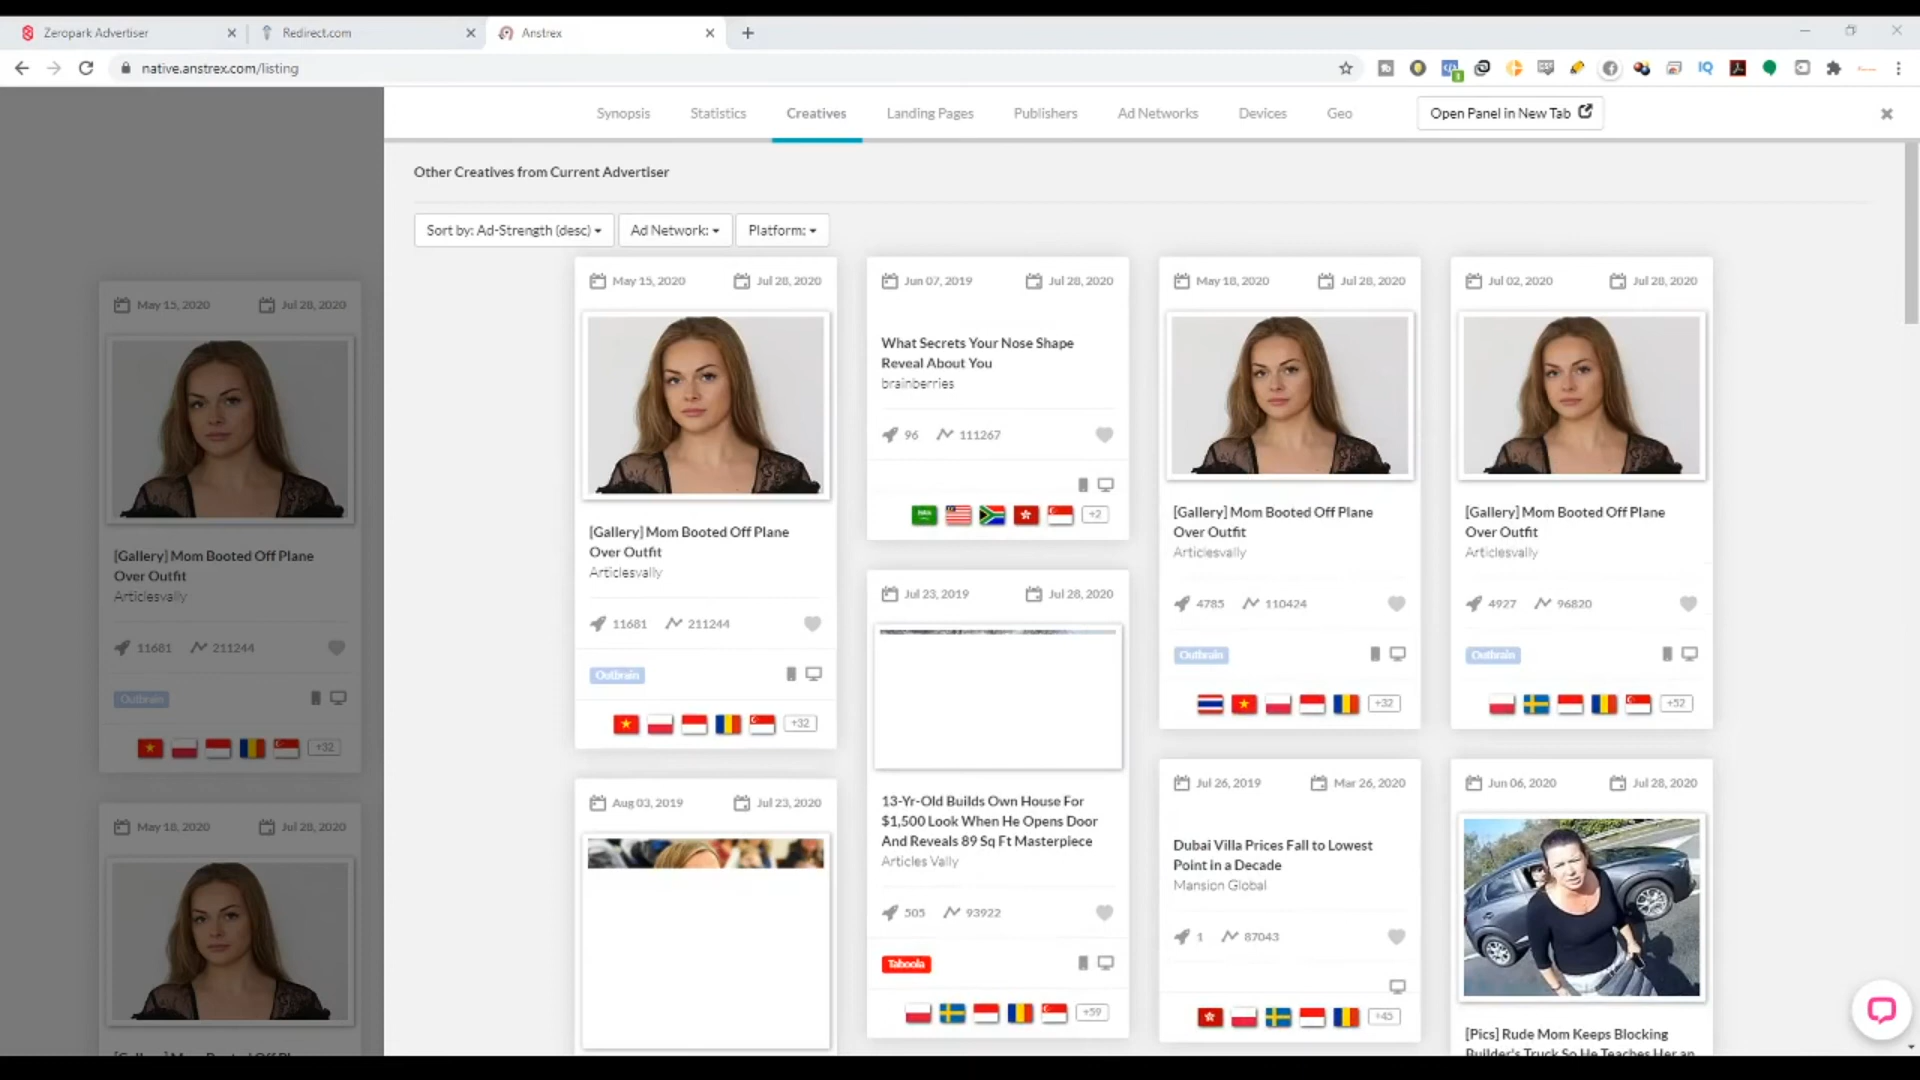 Zeropark Advertiser
Redirect.com
Anstrex
native.anstrex.com/listing
Synopsis
Statistics
Creatives
Landing Pages
Publishers
Ad Networks
Devices
Geo
Open Panel in New Tab
Other Creatives from Current Advertiser
Sort by: Ad-Strength (desc)
Ad Network:
Platform:
May 15, 2020
Jul 28, 2020
[Gallery] Mom Booted Off Plane
Over Outfit
Articlesvally
11681
211244
Outbrain
+32
May 18, 2020
Jul 28, 2020
May 15, 2020
Jul 28, 2020
[Gallery] Mom Booted Off Plane
Over Outfit
Articlesvally
11681
211244
Outbrain
+32
Aug 03, 2019
Jul 23, 2020
Jun 07, 2019
Jul 28, 2020
What Secrets Your Nose Shape
Reveal About You
brainberries
96
111267
+2
Jul 23, 2019
Jul 28, 2020
13-Yr-Old Builds Own House For
$1,500 Look When He Opens Door
And Reveals 89 Sq Ft Masterpiece
Articles Vally
505
93922
Taboola
+59
May 18, 2020
Jul 28, 2020
[Gallery] Mom Booted Off Plane
Over Outfit
Articlesvally
4785
110424
Outbrain
+32
Jul 26, 2019
Mar 26, 2020
Dubai Villa Prices Fall to Lowest
Point in a Decade
Mansion Global
1
87043
+45
Jul 02, 2020
Jul 28, 2020
[Gallery] Mom Booted Off Plane
Over Outfit
Articlesvally
4927
96820
Outbrain
+52
Jun 06, 2020
Jul 28, 2020
[Pics] Rude Mom Keeps Blocking
Builder's Truck So He Teaches Her an